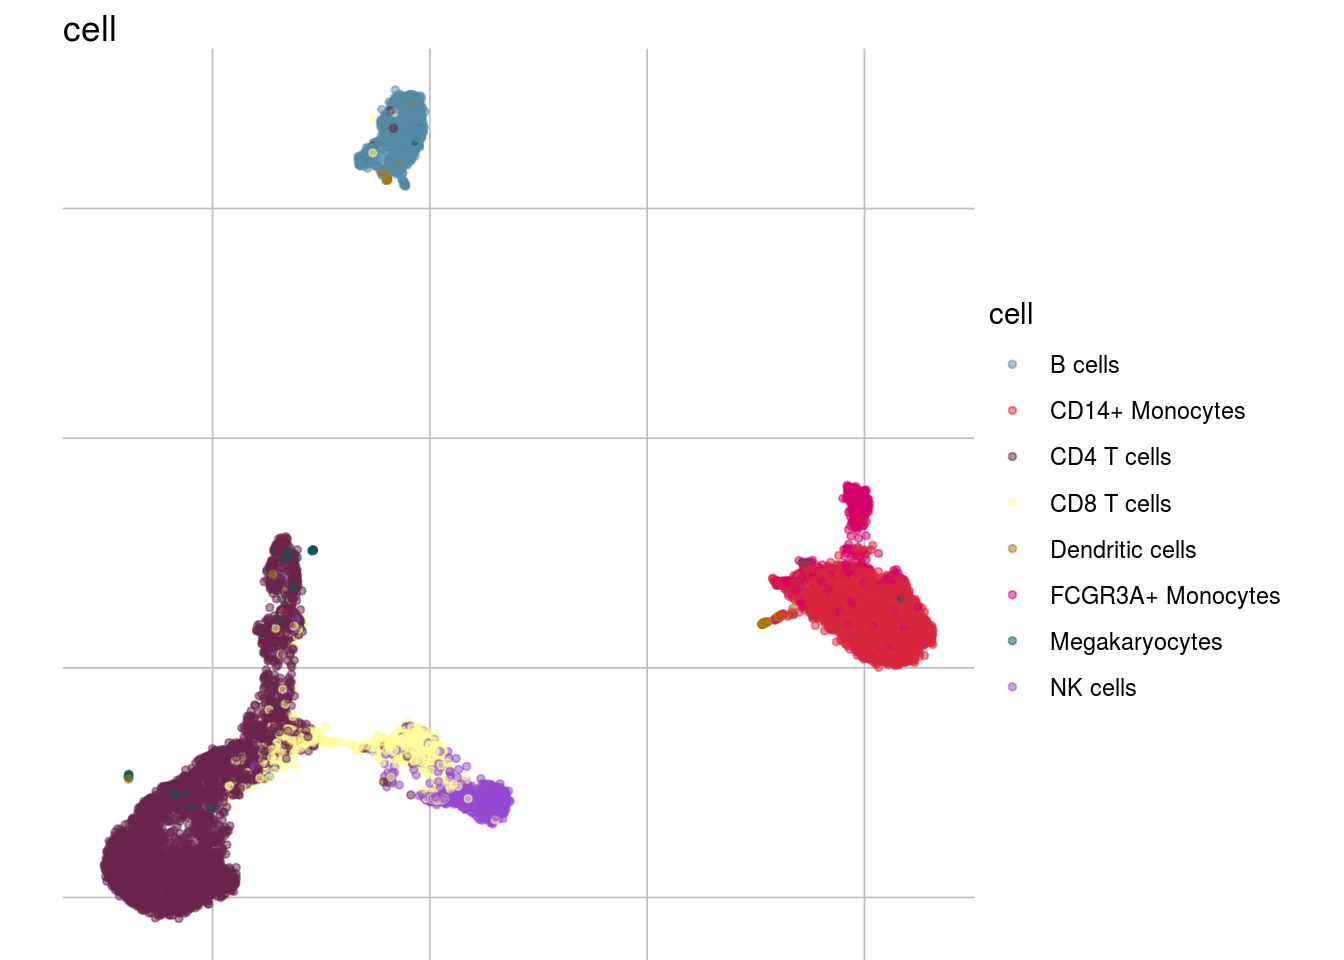 cell
cell
B cells
CD14+ Monocytes
CD4 T cells
CD8 T cells
Dendritic cells
FCGR3A+ Monocytes
Megakaryocytes
NK cells